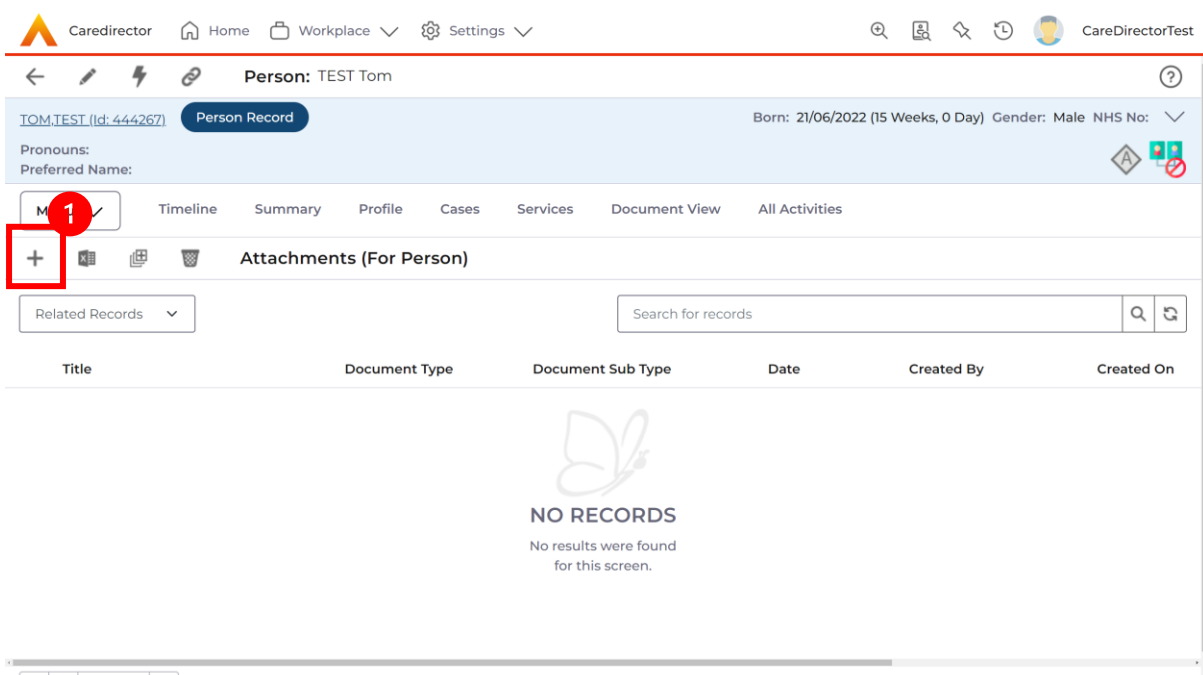 Caredirector Home Workplace Settings CareDirectorTest
Person: TEST Tom
TOM,TEST (Id: 444267) Person Record Born: 21/06/2022 (15 Weeks, 0 Day) Gender: Male NHS No:
Pronouns:
Preferred Name:
A
1 Timeline Summary Profile Cases Services Document View All Activities
Attachments (For Person)
Related Records Search for records
Title Document Type Document Sub Type Date Created By Created On
NO RECORDS
No results were found
for this screen.